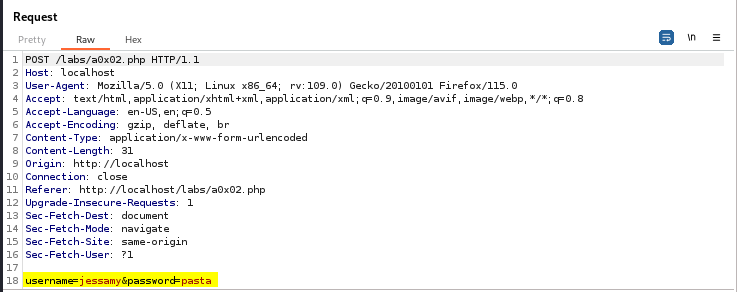 Request
Pretty Raw Hex
\n
1 POST /labs/a0x02.php HTTP/1.1
2 Host: localhost
3 User-Agent: Mozilla/5.0 (X11; Linux x86_64; rv:109.0) Gecko/20100101 Firefox/115.0
4 Accept: text/html,application/xhtml+xml,application/xml;q=0.9,image/avif,image/webp,*/*;q=0.8
5 Accept-Language: en-US,en;q=0.5
6 Accept-Encoding: gzip, deflate, br
7 Content-Type: application/x-www-form-urlencoded
8 Content-Length: 31
9 Origin: http://localhost
10 Connection: close
11 Referer: http://localhost/labs/a0x02.php
12 Upgrade-Insecure-Requests: 1
13 Sec-Fetch-Dest: document
14 Sec-Fetch-Mode: navigate
15 Sec-Fetch-Site: same-origin
16 Sec-Fetch-User: ?1
17
18 username=jessamy&password=pasta